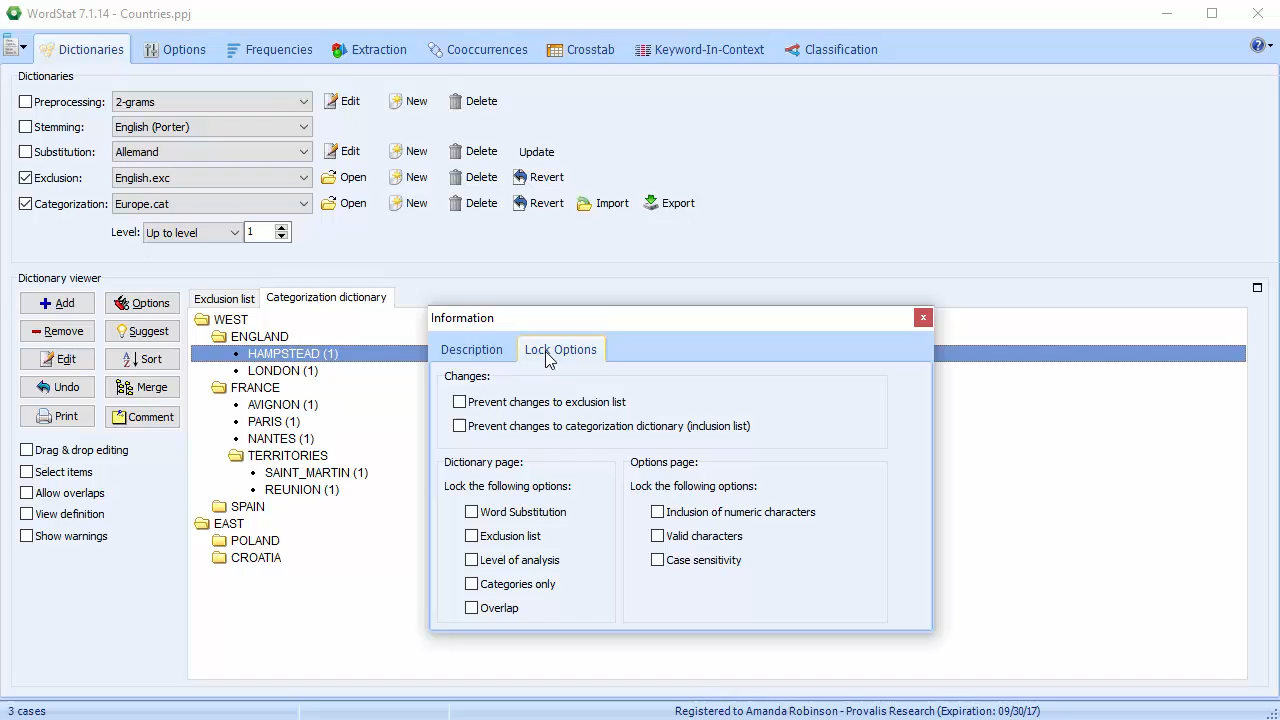 WordStat 7.1.14 - Countries.ppj
Dictionaries Options Frequencies Extraction Cooccurrences Crosstab Keyword-in-Context Classification
Dictionaries
Preprocessing: 2-grams Edit New Delete
Stemming: English (Porter)
Substitution: Allemand Edit New Delete Update
Exclusion: English.exc Open New Delete Revert
Categorization: Europe.cat Open New Delete Revert Import Export
Level: Up to level 1
Dictionary viewer
Add Options
Remove Suggest
Edit Sort
Undo Merge
Print Comment
Drag & drop editing
Select items
Allow overlaps
View definition
Show warnings
Exclusion list Categorization dictionary
WEST
ENGLAND
HAMPSTEAD (1)
LONDON (1)
FRANCE
AVIGNON (1)
PARIS (1)
NANTES (1)
TERRITORIES
SAINT_MARTIN (1)
REUNION (1)
SPAIN
EAST
POLAND
CROATIA
Information
Description Lock Options
Changes:
Prevent changes to exclusion list
Prevent changes to categorization dictionary (inclusion list)
Dictionary page:
Lock the following options:
Word Substitution
Exclusion list
Level of analysis
Categories only
Overlap
Options page:
Lock the following options:
Inclusion of numeric characters
Valid characters
Case sensitivity
3 cases
Registered to Amanda Robinson - Provalis Research (Expiration: 09/30/17)